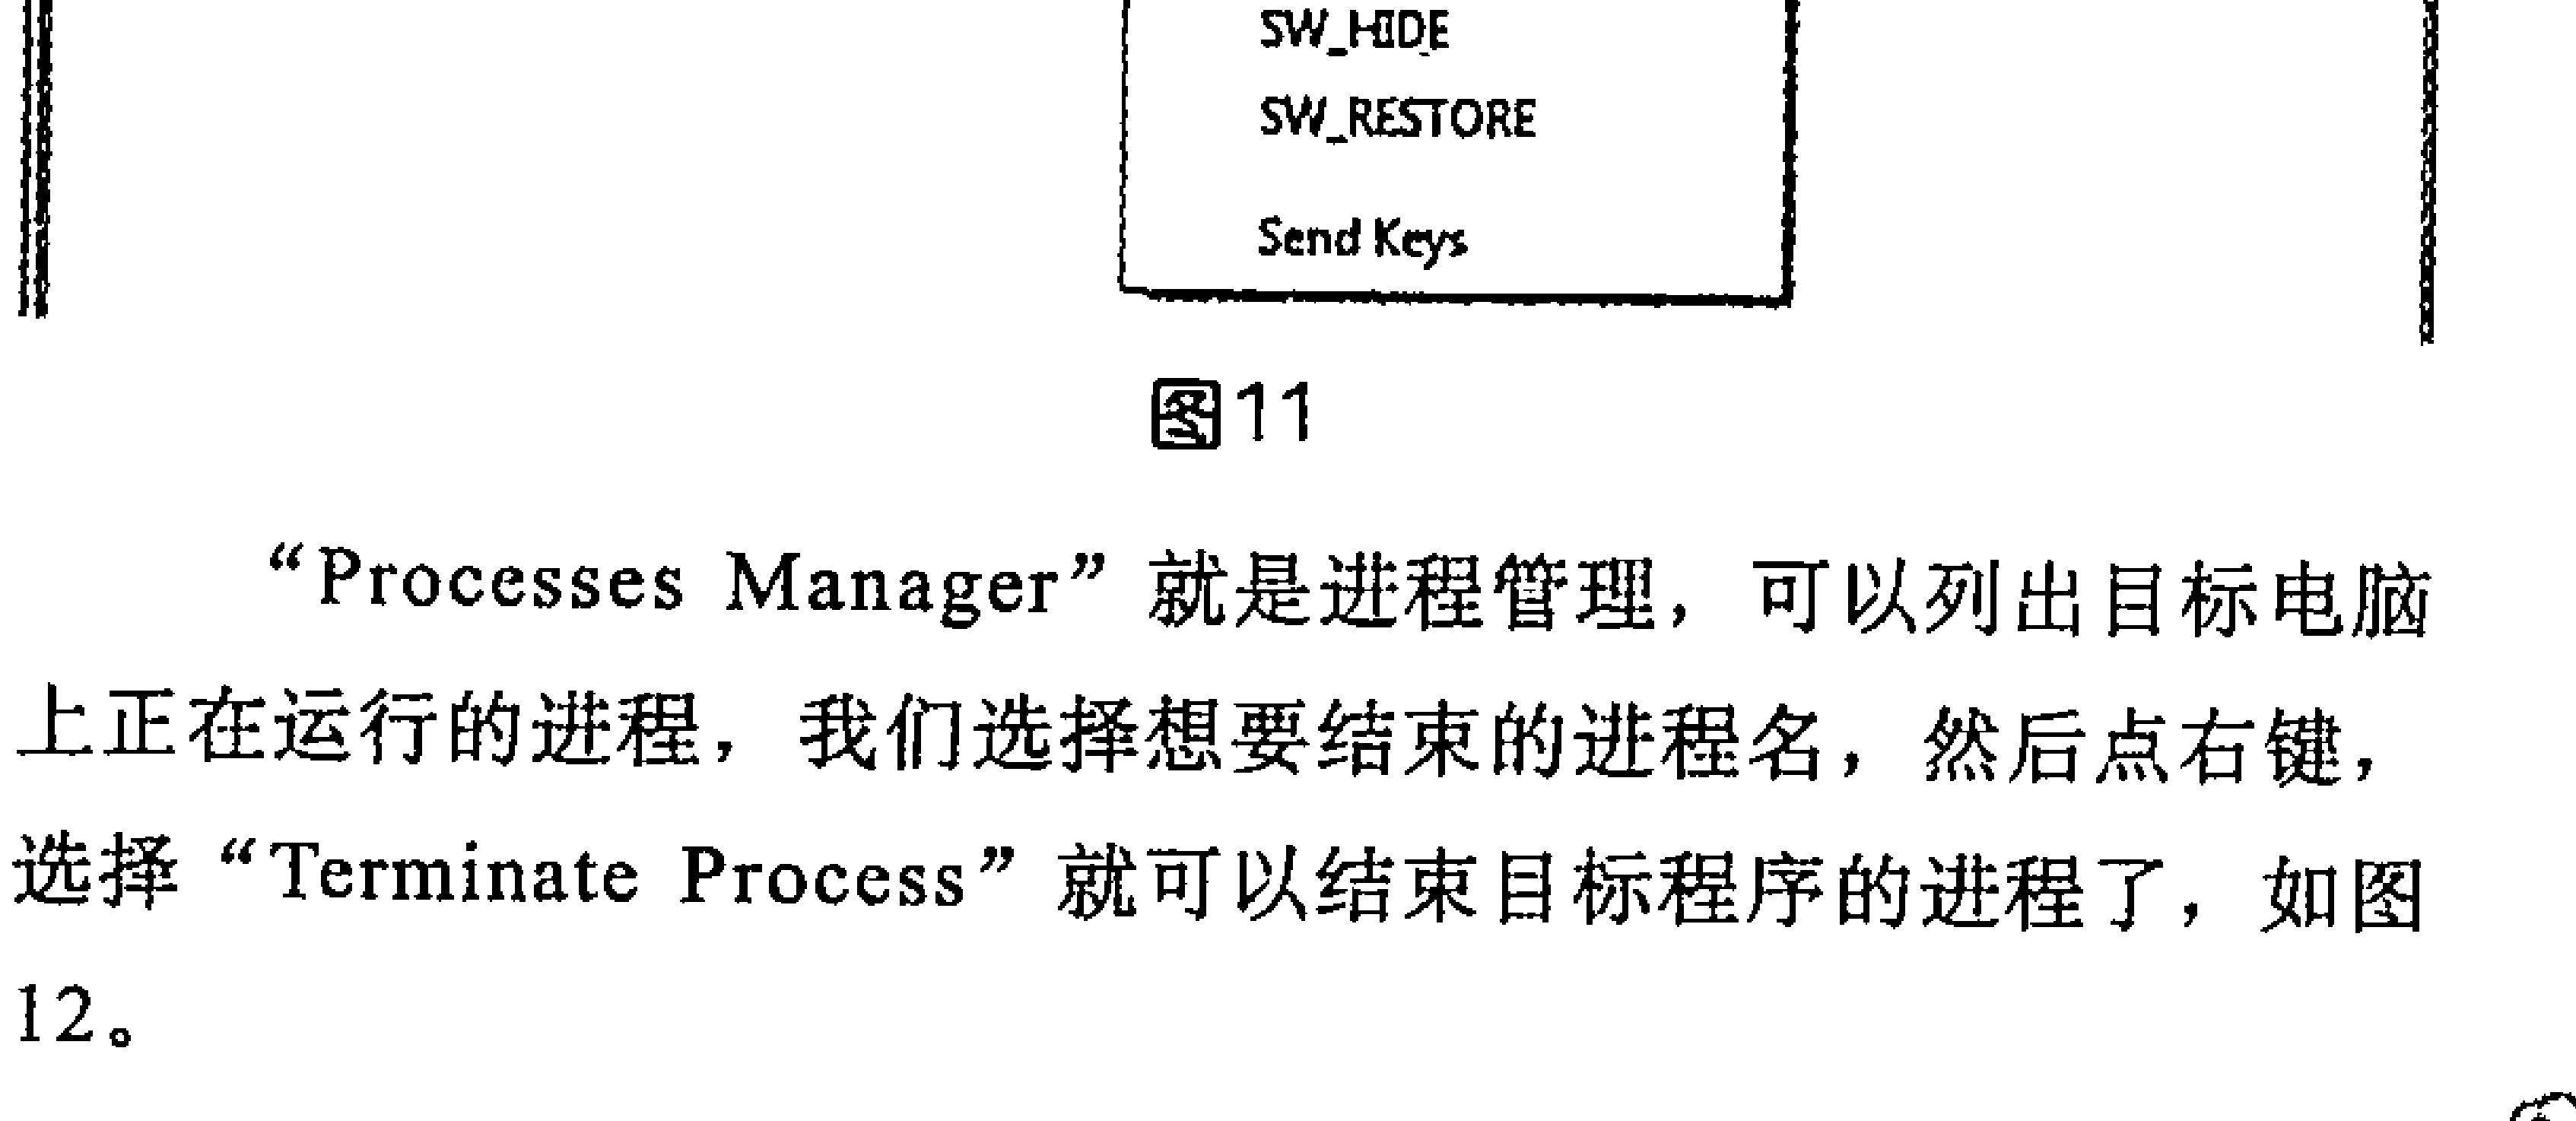 SW_HIDE
SW_RESTORE
Send Keys
图11
“Processes Manager”就是进程管理，可以列出目标电脑
上正在运行的进程，我们选择想要结束的进程名，然后点右键，
选择“Terminate Process”就可以结束目标程序的进程了，如图
12。